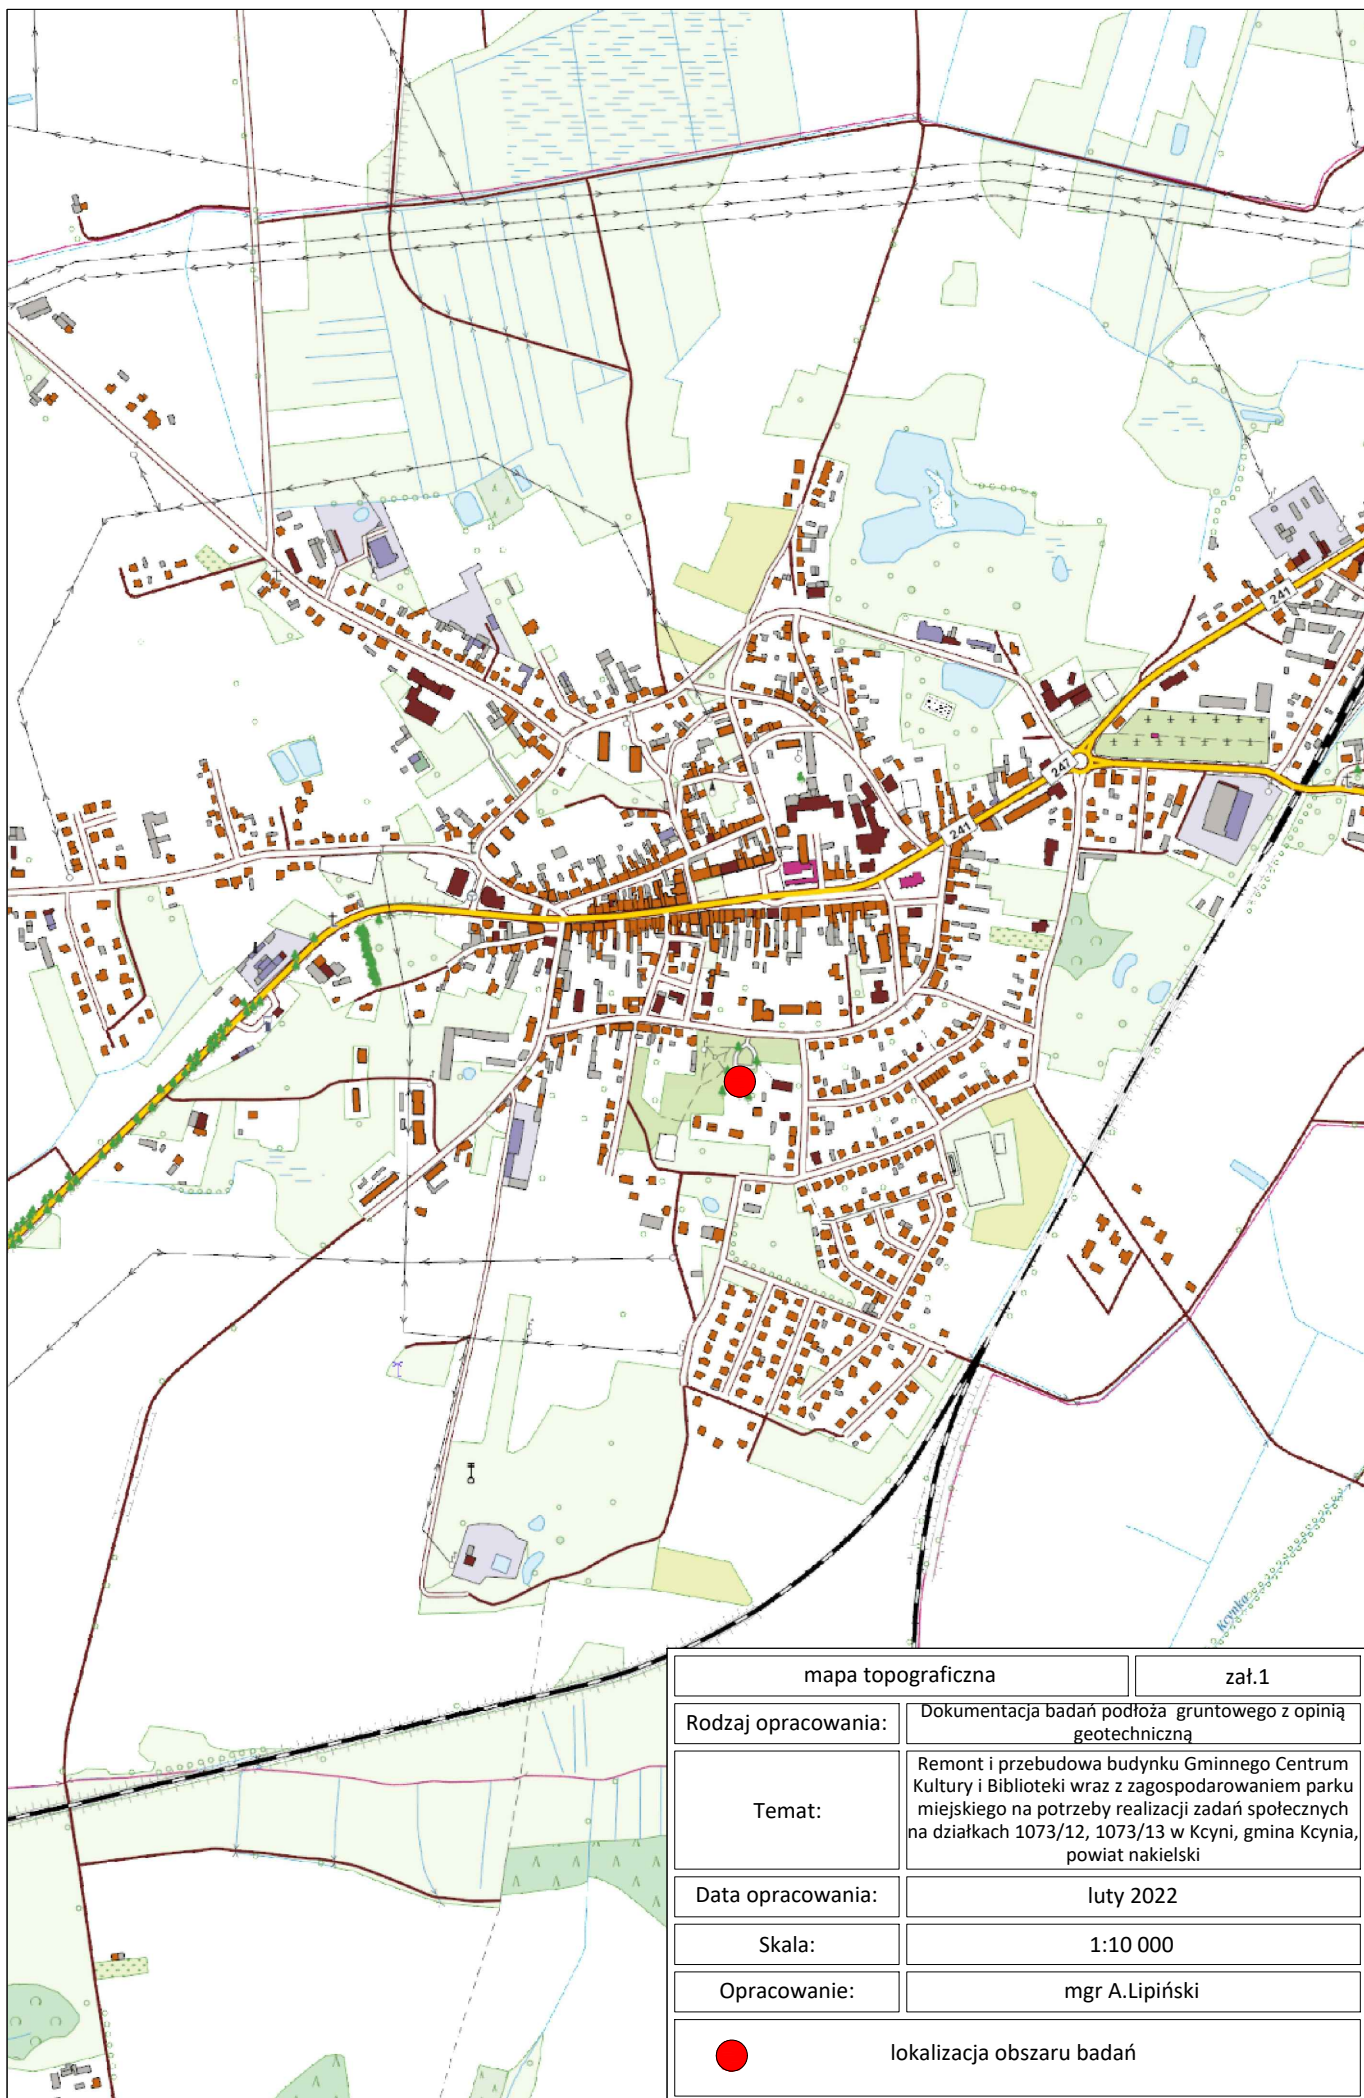 241
247
241
Kcynka
mapa topograficzna
zał.1
Rodzaj opracowania:
Dokumentacja badań podłoża gruntowego z opinią
geotechniczną
Temat:
Remont i przebudowa budynku Gminnego Centrum
Kultury i Biblioteki wraz z zagospodarowaniem parku
miejskiego na potrzeby realizacji zadań społecznych
na działkach 1073/12, 1073/13 w Kcyni, gmina Kcynia,
powiat nakielski
Data opracowania:
luty 2022
Skala:
1:10 000
Opracowanie:
mgr A.Lipiński
lokalizacja obszaru badań